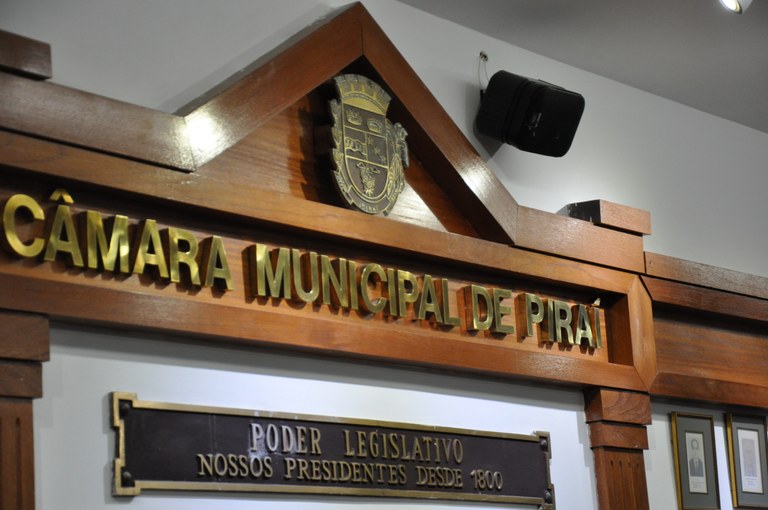 CÂMARA MUNICIPAL DE PIRAÍ
PODER LEGISLATIVO
NOSSOS PRESIDENTES DESDE 1800